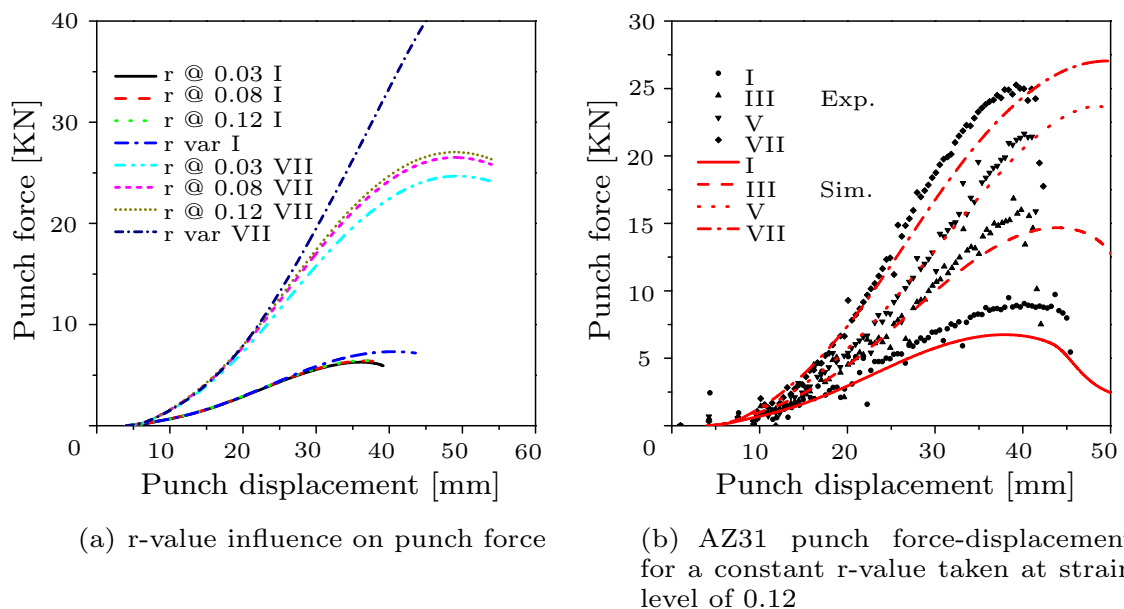 40
30
20
10
0
Punch force [KN]
r @ 0.03 I
r @ 0.08 I
r @ 0.12 I
r var I
r @ 0.03 VII
r @ 0.08 VII
r @ 0.12 VII
r var VII
10 20 30 40 50 60
Punch displacement [mm]
(a) r-value influence on punch force
30
25
20
15
10
5
0
Punch force [KN]
I
III Exp.
V
VII
I
III Sim.
V
VII
10 20 30 40 50
Punch displacement [mm]
(b) AZ31 punch force-displacement
for a constant r-value taken at strain
level of 0.12